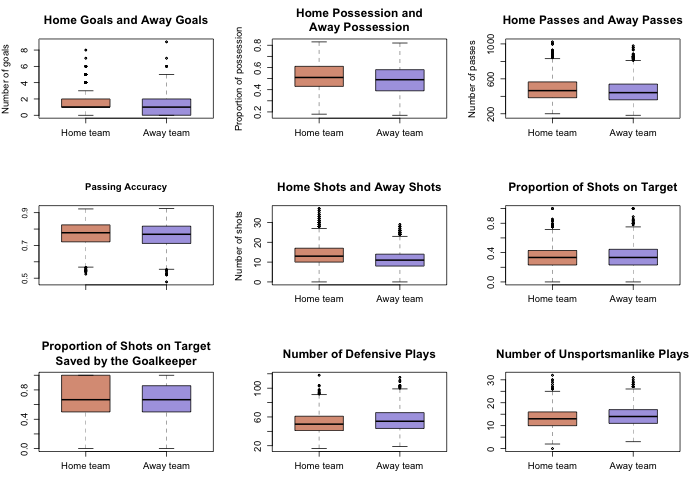 Home Goals and Away Goals
Number of goals
0 2 4 6 8
Home team Away team
Home Possession and
Away Possession
Proportion of possession
0.2 0.4 0.6 0.8
Home team Away team
Home Passes and Away Passes
Number of passes
200 600 1000
Home team Away team
Passing Accuracy
0.5 0.7 0.9
Home Shots and Away Shots
Number of shots
0 10 20 30
Home team Away team
Proportion of Shots on Target
0.0 0.4 0.8
Home team Away team
Proportion of Shots on Target
Saved by the Goalkeeper
0.0 0.4 0.8
Home team Away team
Number of Defensive Plays
20 60 100
Home team Away team
Number of Unsportsmanlike Plays
0 10 20 30
Home team Away team